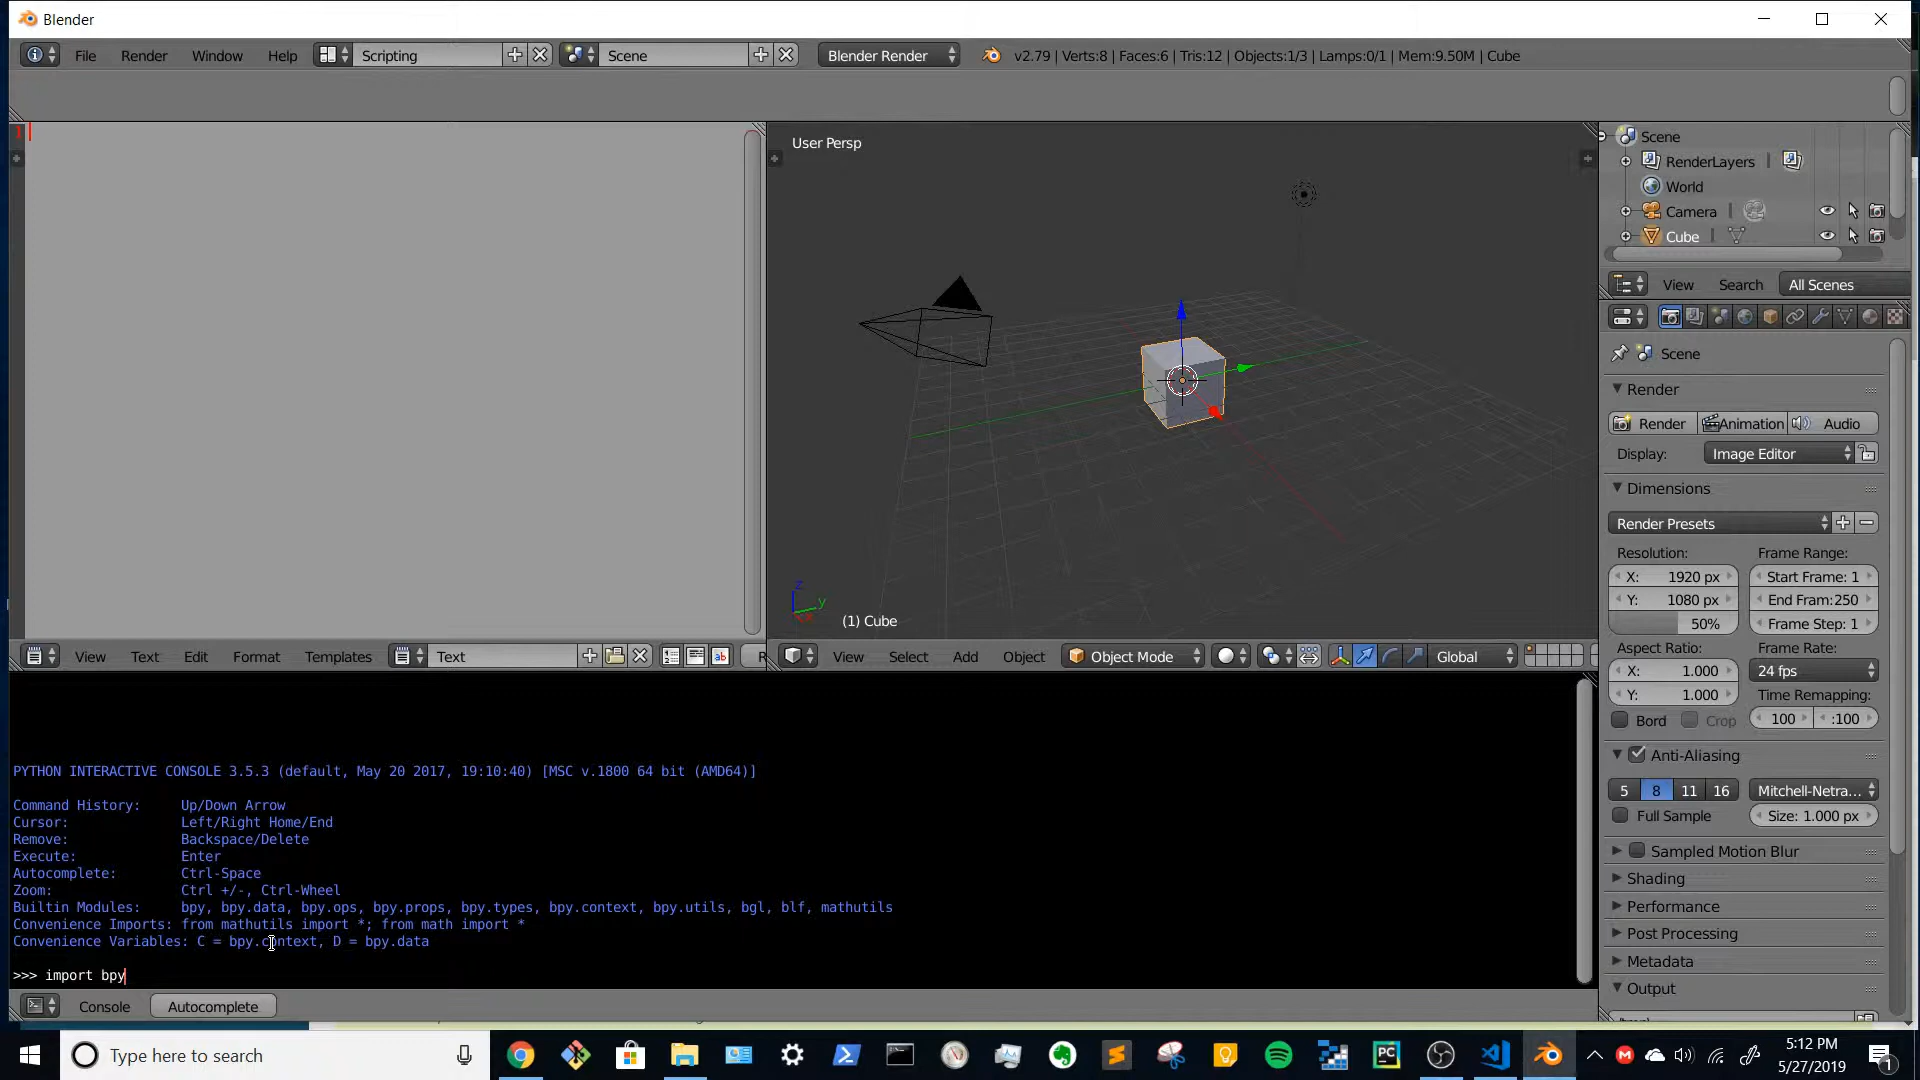 Blender
File Render Window Help Scripting Scene Blender Render v2.79 | Verts:8 | Faces:6 | Tris:12 | Objects:1/3 | Lamps:0/1 | Mem:9.50M | Cube
1
User Persp
z
y
(1) Cube
View Text Edit Format Templates Text R
View Select Add Object Object Mode Global
Scene
RenderLayers
World
Camera
Cube
View Search All Scenes
Scene
Render
Render Animation Audio
Display: Image Editor
Dimensions
Render Presets
Resolution: Frame Range:
X: 1920 px Start Frame: 1
Y: 1080 px End Fram:250
50% Frame Step: 1
Aspect Ratio: Frame Rate:
X: 1.000 24 fps
Y: 1.000 Time Remapping:
Bord Crop 100 :100
Anti-Aliasing
5 8 11 16 Mitchell-Netra...
Full Sample Size: 1.000 px
Sampled Motion Blur
Shading
Performance
Post Processing
Metadata
Output
PYTHON INTERACTIVE CONSOLE 3.5.3 (default, May 20 2017, 19:10:40) [MSC v.1800 64 bit (AMD64)]
Command History: Up/Down Arrow
Cursor: Left/Right Home/End
Remove: Backspace/Delete
Execute: Enter
Autocomplete: Ctrl-Space
Zoom: Ctrl +/-, Ctrl-Wheel
Builtin Modules: bpy, bpy.data, bpy.ops, bpy.props, bpy.types, bpy.context, bpy.utils, bgl, blf, mathutils
Convenience Imports: from mathutils import *; from math import *
Convenience Variables: C = bpy.context, D = bpy.data
>>> import bpy
Console Autocomplete
Type here to search
PC
5:12 PM
5/27/2019
1